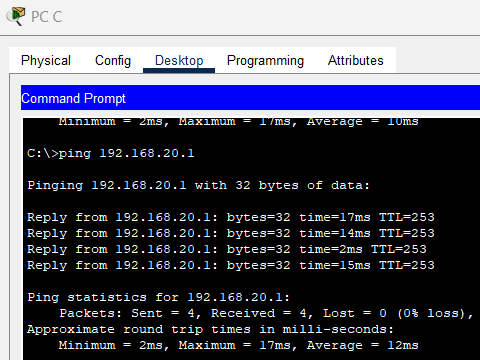 PC C
Physical Config Desktop Programming Attributes
Command Prompt
Minimum = 2ms, Maximum = 17ms, Average = 10ms
C:\>ping 192.168.20.1
Pinging 192.168.20.1 with 32 bytes of data:
Reply from 192.168.20.1: bytes=32 time=17ms TTL=253
Reply from 192.168.20.1: bytes=32 time=14ms TTL=253
Reply from 192.168.20.1: bytes=32 time=2ms TTL=253
Reply from 192.168.20.1: bytes=32 time=15ms TTL=253
Ping statistics for 192.168.20.1:
Packets: Sent = 4, Received = 4, Lost = 0 (0% loss),
Approximate round trip times in milli-seconds:
Minimum = 2ms, Maximum = 17ms, Average = 12ms